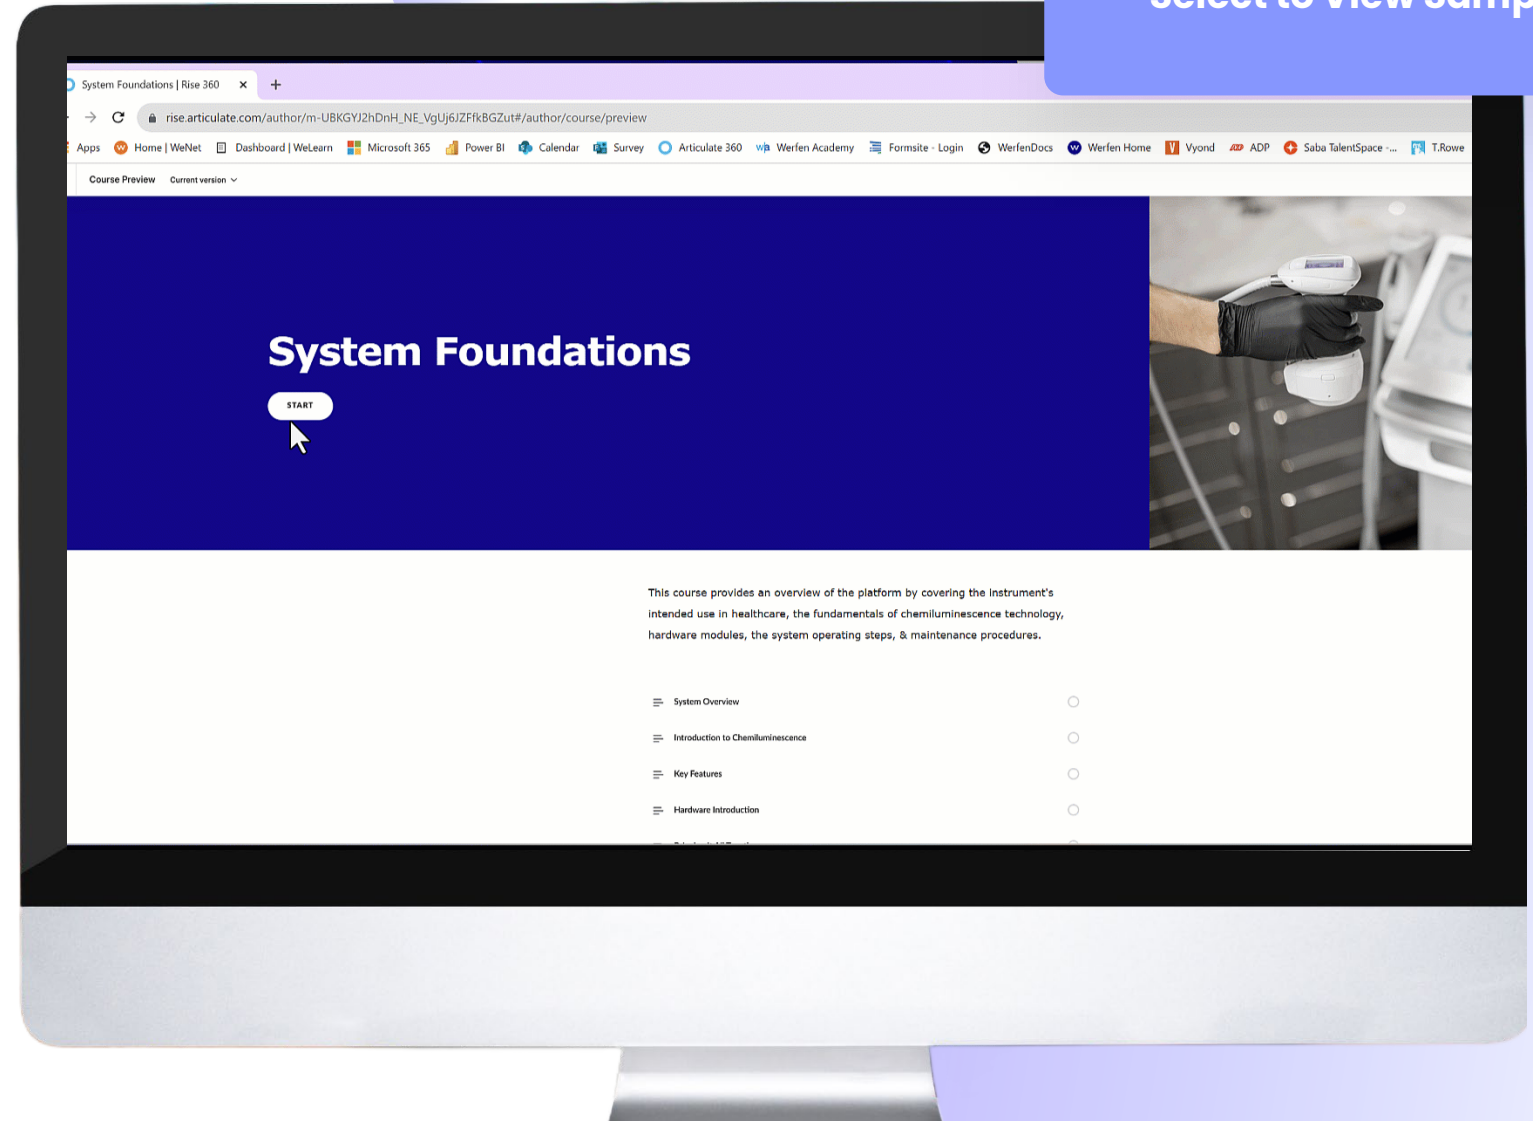 Select to View Samp
System Foundations | Rise 360
rise.articulate.com/author/m-UBKGYJ2hDnH_NE_VgUj6JZFfkBGZut#/author/course/preview
Apps Home | WeNet Dashboard | WeLearn Microsoft 365 Power BI Calendar Survey Articulate 360 Werfen Academy Formsite - Login WerfenDocs Werfen Home Vyond ADP Saba TalentSpace -... T.Rowe
Course Preview Current version
System Foundations
START
This course provides an overview of the platform by covering the instrument's
intended use in healthcare, the fundamentals of chemiluminescence technology,
hardware modules, the system operating steps, & maintenance procedures.
System Overview
Introduction to Chemiluminescence
Key Features
Hardware Introduction